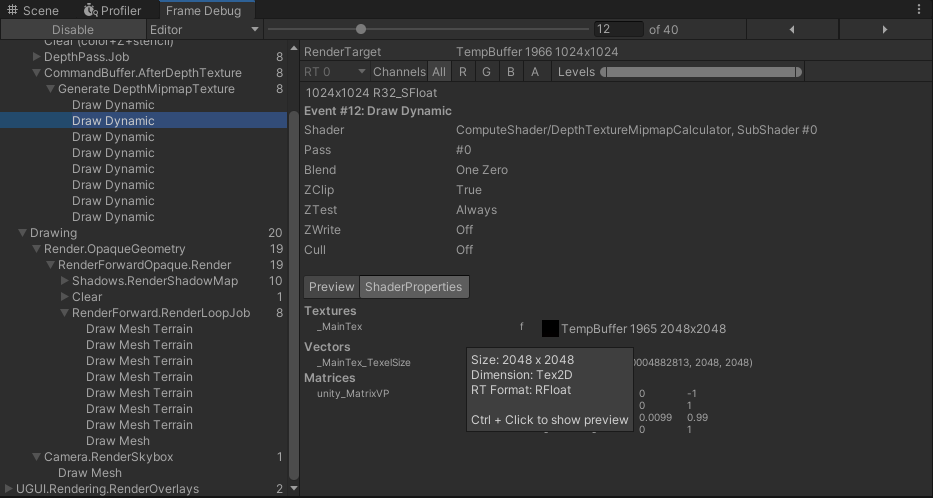 Scene Profiler Frame Debug
Disable Editor 12 of 40
Clear (color+Z+stencil)
DepthPass.Job 8
CommandBuffer.AfterDepthTexture 8
Generate DepthMipmapTexture 8
Draw Dynamic
Draw Dynamic
Draw Dynamic
Draw Dynamic
Draw Dynamic
Draw Dynamic
Draw Dynamic
Draw Dynamic
Drawing 20
Render.OpaqueGeometry 19
RenderForwardOpaque.Render 19
Shadows.RenderShadowMap 10
Clear 1
RenderForward.RenderLoopJob 8
Draw Mesh Terrain
Draw Mesh Terrain
Draw Mesh Terrain
Draw Mesh Terrain
Draw Mesh Terrain
Draw Mesh Terrain
Draw Mesh Terrain
Draw Mesh
Camera.RenderSkybox 1
Draw Mesh
UGUI.Rendering.RenderOverlays 2
RenderTarget TempBuffer 1966 1024x1024
RT 0 Channels All R G B A Levels
1024x1024 R32_SFloat
Event #12: Draw Dynamic
Shader ComputeShader/DepthTextureMipmapCalculator, SubShader #0
Pass #0
Blend One Zero
ZClip True
ZTest Always
ZWrite Off
Cull Off
Preview ShaderProperties
Textures
_MainTex f TempBuffer 1965 2048x2048
Vectors
_MainTex_TexelSize 0004882813, 2048, 2048)
Matrices
unity_MatrixVP 0 -1
0 1
0.0099 0.99
0 1
Size: 2048 x 2048
Dimension: Tex2D
RT Format: RFloat
Ctrl + Click to show preview